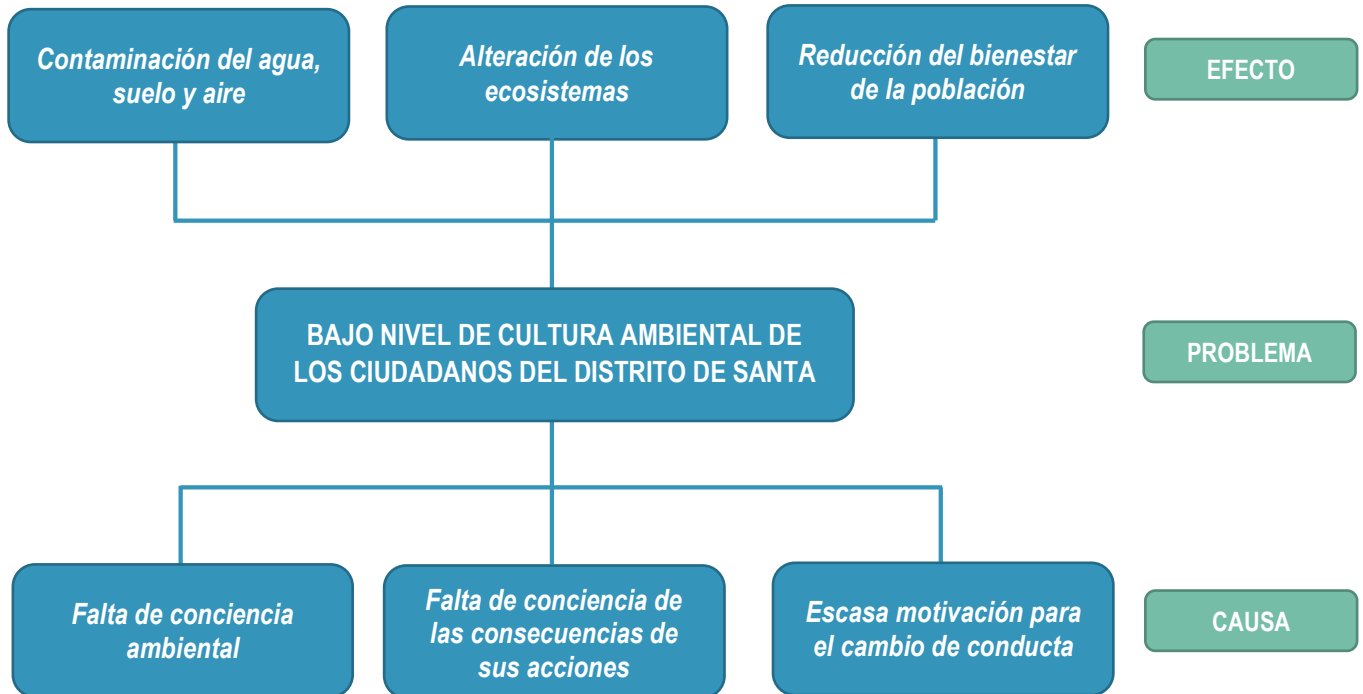 Contaminación del agua,
suelo y aire
Alteración de los
ecosistemas
Reducción del bienestar
de la población
EFECTO
BAJO NIVEL DE CULTURA AMBIENTAL DE
LOS CIUDADANOS DEL DISTRITO DE SANTA
PROBLEMA
Falta de conciencia
ambiental
Falta de conciencia de
las consecuencias de
sus acciones
Escasa motivación para
el cambio de conducta
CAUSA